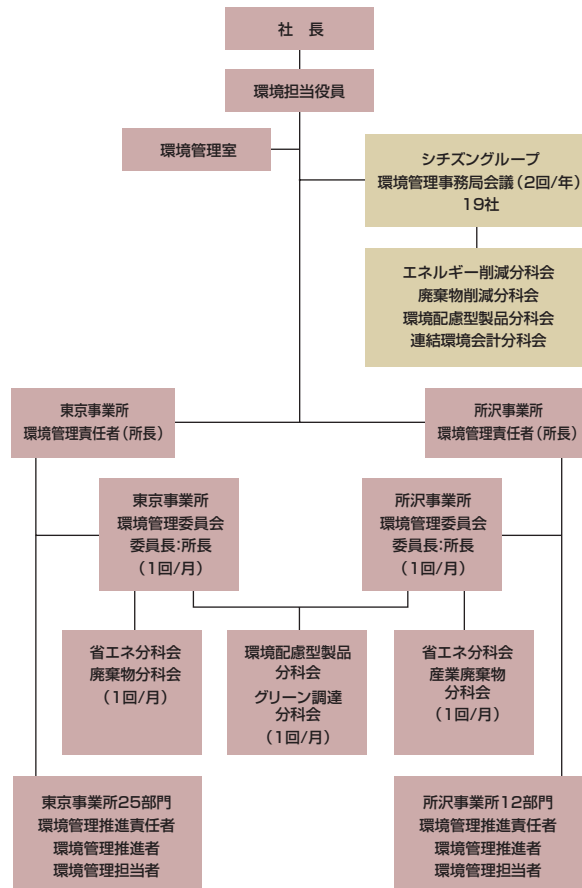 社　長
環境担当役員
環境管理室
シチズングループ
環境管理事務局会議（2回/年）
19社
エネルギー削減分科会
廃棄物削減分科会
環境配慮型製品分科会
連結環境会計分科会
東京事業所
環境管理責任者（所長）
所沢事業所
環境管理責任者（所長）
東京事業所
環境管理委員会
委員長：所長
（1回/月）
所沢事業所
環境管理委員会
委員長：所長
（1回/月）
省エネ分科会
廃棄物分科会
（1回/月）
環境配慮型製品
分科会
グリーン調達
分科会
（1回/月）
省エネ分科会
産業廃棄物
分科会
（1回/月）
東京事業所25部門
環境管理推進責任者
環境管理推進者
環境管理担当者
所沢事業所12部門
環境管理推進責任者
環境管理推進者
環境管理担当者